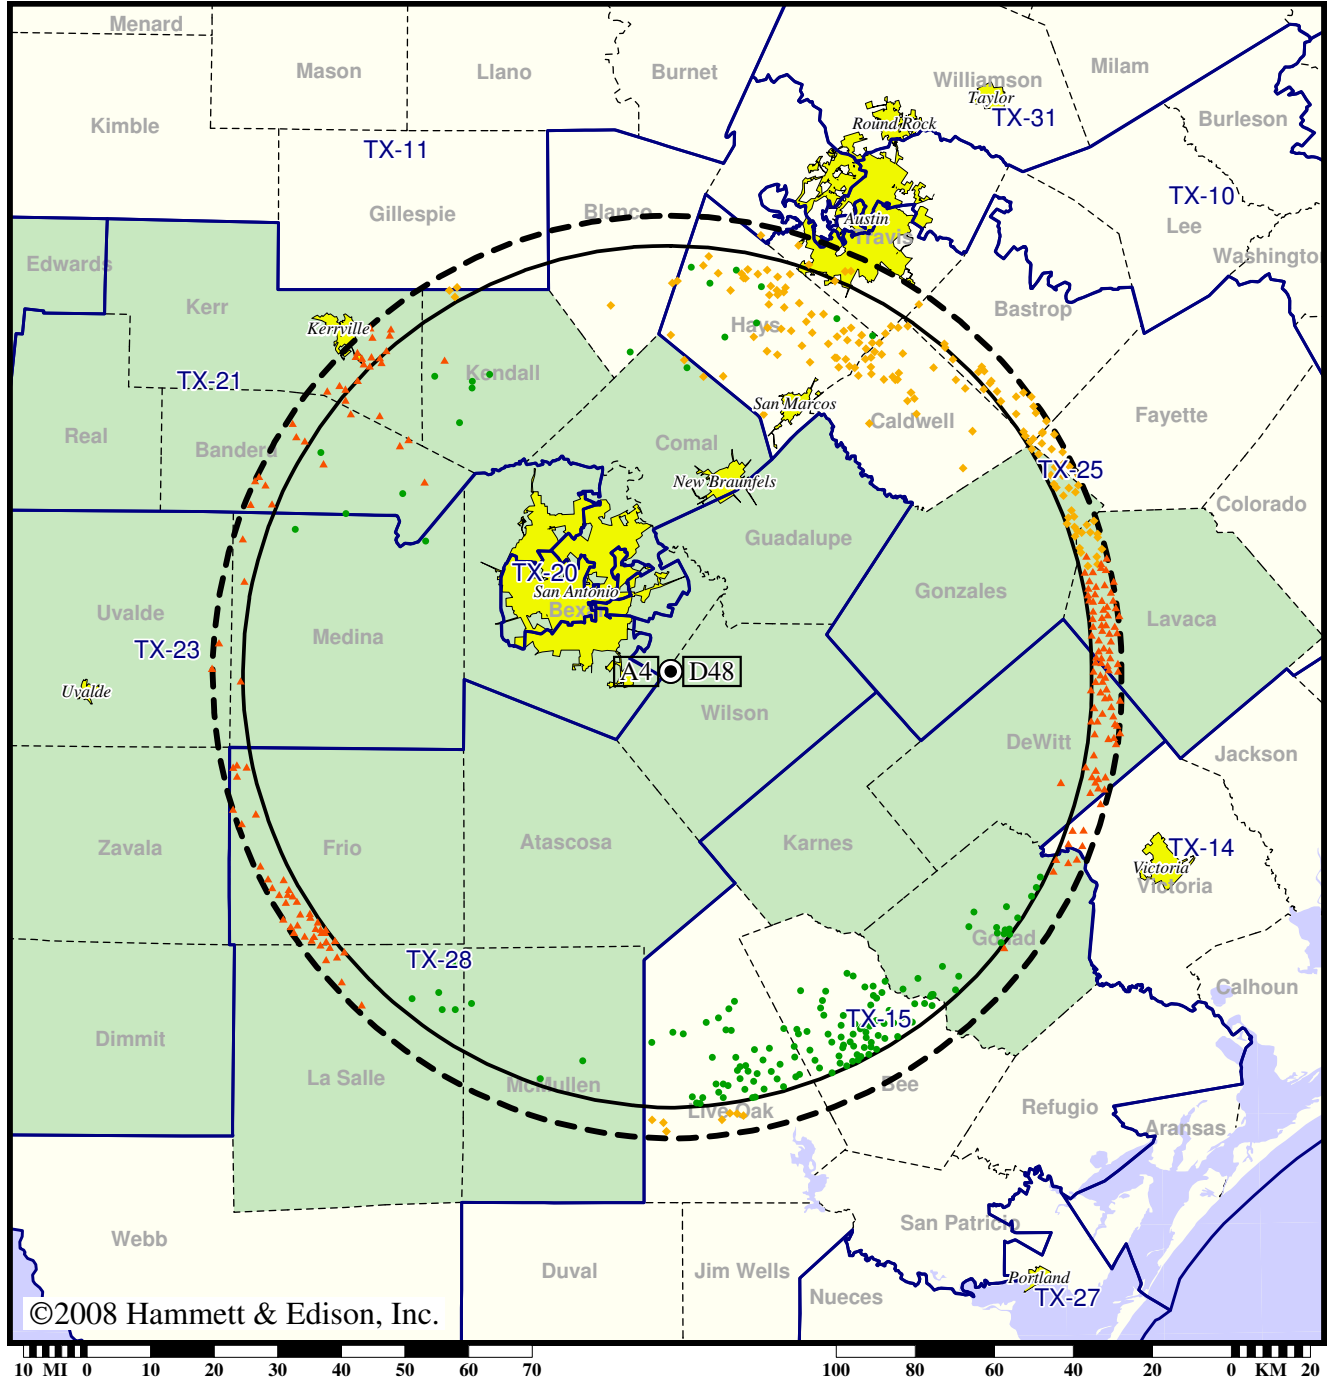 Menard
Mason
Llano
Burnet
Williamson
Milam
Taylor
TX-31
Kimble
Round Rock
Burleson
TX-11
TX-10
Gillespie
Blanco
Austin
Travis
Lee
Washington
Edwards
Kerr
Kerrville
Hays
Bastrop
TX-21
Kendall
San Marcos
Real
Bandera
Comal
Caldwell
Fayette
TX-25
New Braunfels
Colorado
Guadalupe
TX-20
San Antonio
Bex
Gonzales
Uvalde
Medina
Lavaca
TX-23
A4
D48
Uvalde
Wilson
DeWitt
Jackson
Zavala
Frio
Atascosa
Karnes
TX-14
Victoria
Victoria
Goliad
TX-28
Calhoun
TX-15
Dimmit
La Salle
McMullen
Bee
Live Oak
Refugio
Aransas
Webb
San Patricio
Duval
Jim Wells
Portland
Nueces
TX-27
©2008 Hammett & Edison, Inc.
10 MI 0 10 20 30 40 50 60 70
100 80 60 40 20 0 KM 20